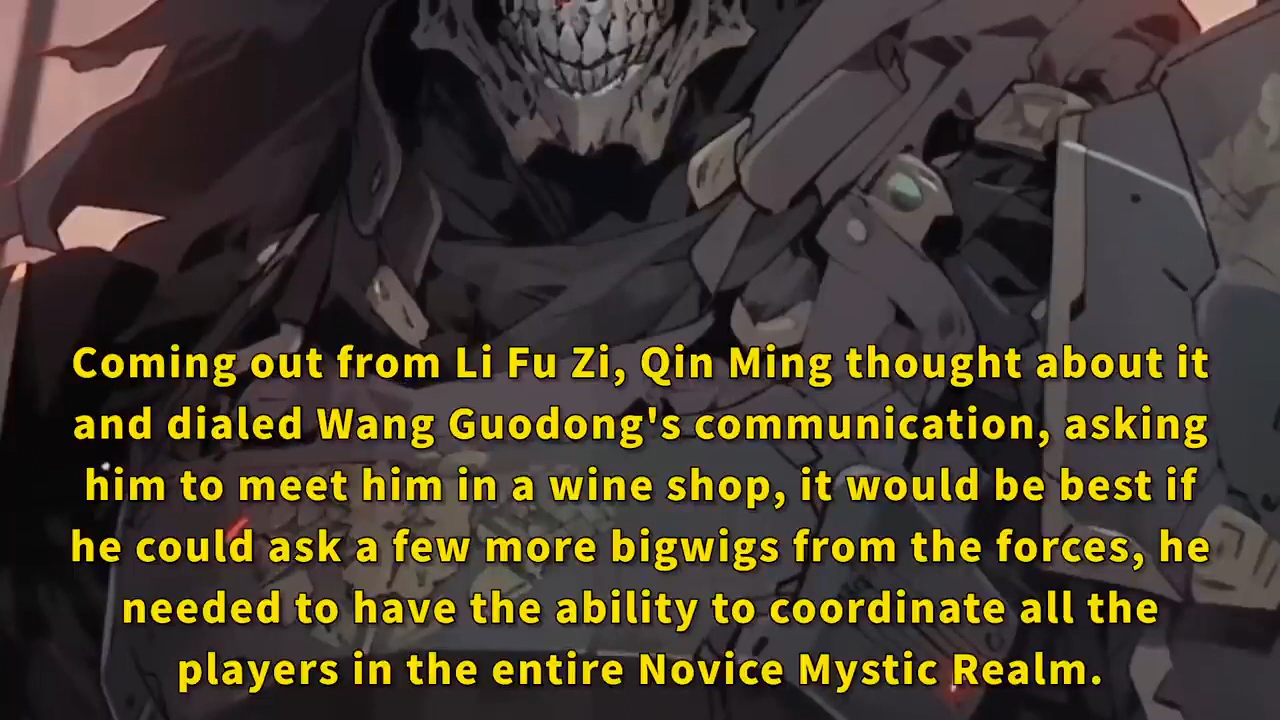 Coming out from Li Fu Zi, Qin Ming thought about it
and dialed Wang Guodong's communication, asking
him to meet him in a wine shop, it would be best if
he could ask a few more bigwigs from the forces, he
needed to have the ability to coordinate all the
players in the entire Novice Mystic Realm.